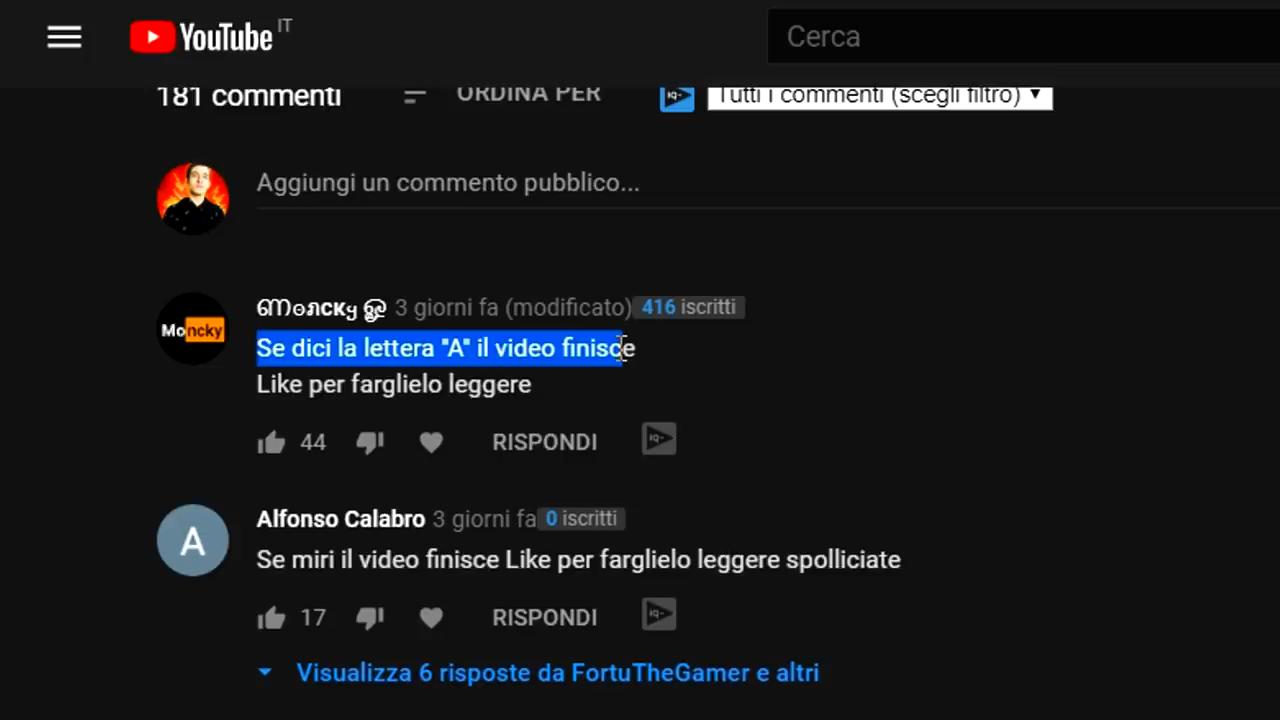 YouTube IT
Cerca
181 commenti
ORDINA PER
Tutti i commenti (scegli filtro)
Aggiungi un commento pubblico...
Moncky
3 giorni fa (modificato) 416 iscritti
Se dici la lettera "A" il video finisce
Like per farglielo leggere
44 RISPONDI
A
Alfonso Calabro 3 giorni fa 0 iscritti
Se miri il video finisce Like per farglielo leggere spolliciate
17 RISPONDI
Visualizza 6 risposte da FortuTheGamer e altri